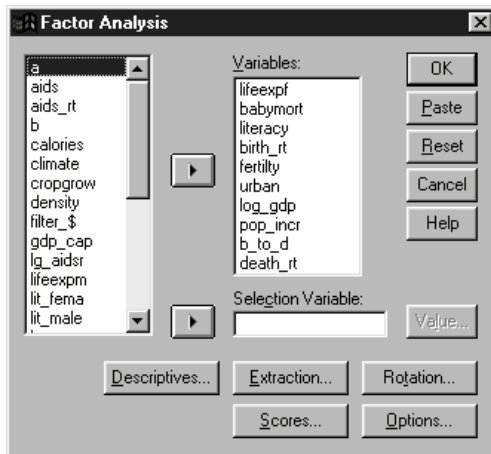 Factor Analysis
a
aids
aids_rt
b
calories
climate
cropgrow
density
filter_$
gdp_cap
lg_aidsr
lifeexpm
lit_fema
lit_male
Variables:
lifeexpf
babymort
literacy
birth_rt
fertilty
urban
log_gdp
pop_incr
b_to_d
death_rt
Selection Variable:
OK
Paste
Reset
Cancel
Help
Value...
Descriptives...
Extraction...
Rotation...
Scores...
Options...